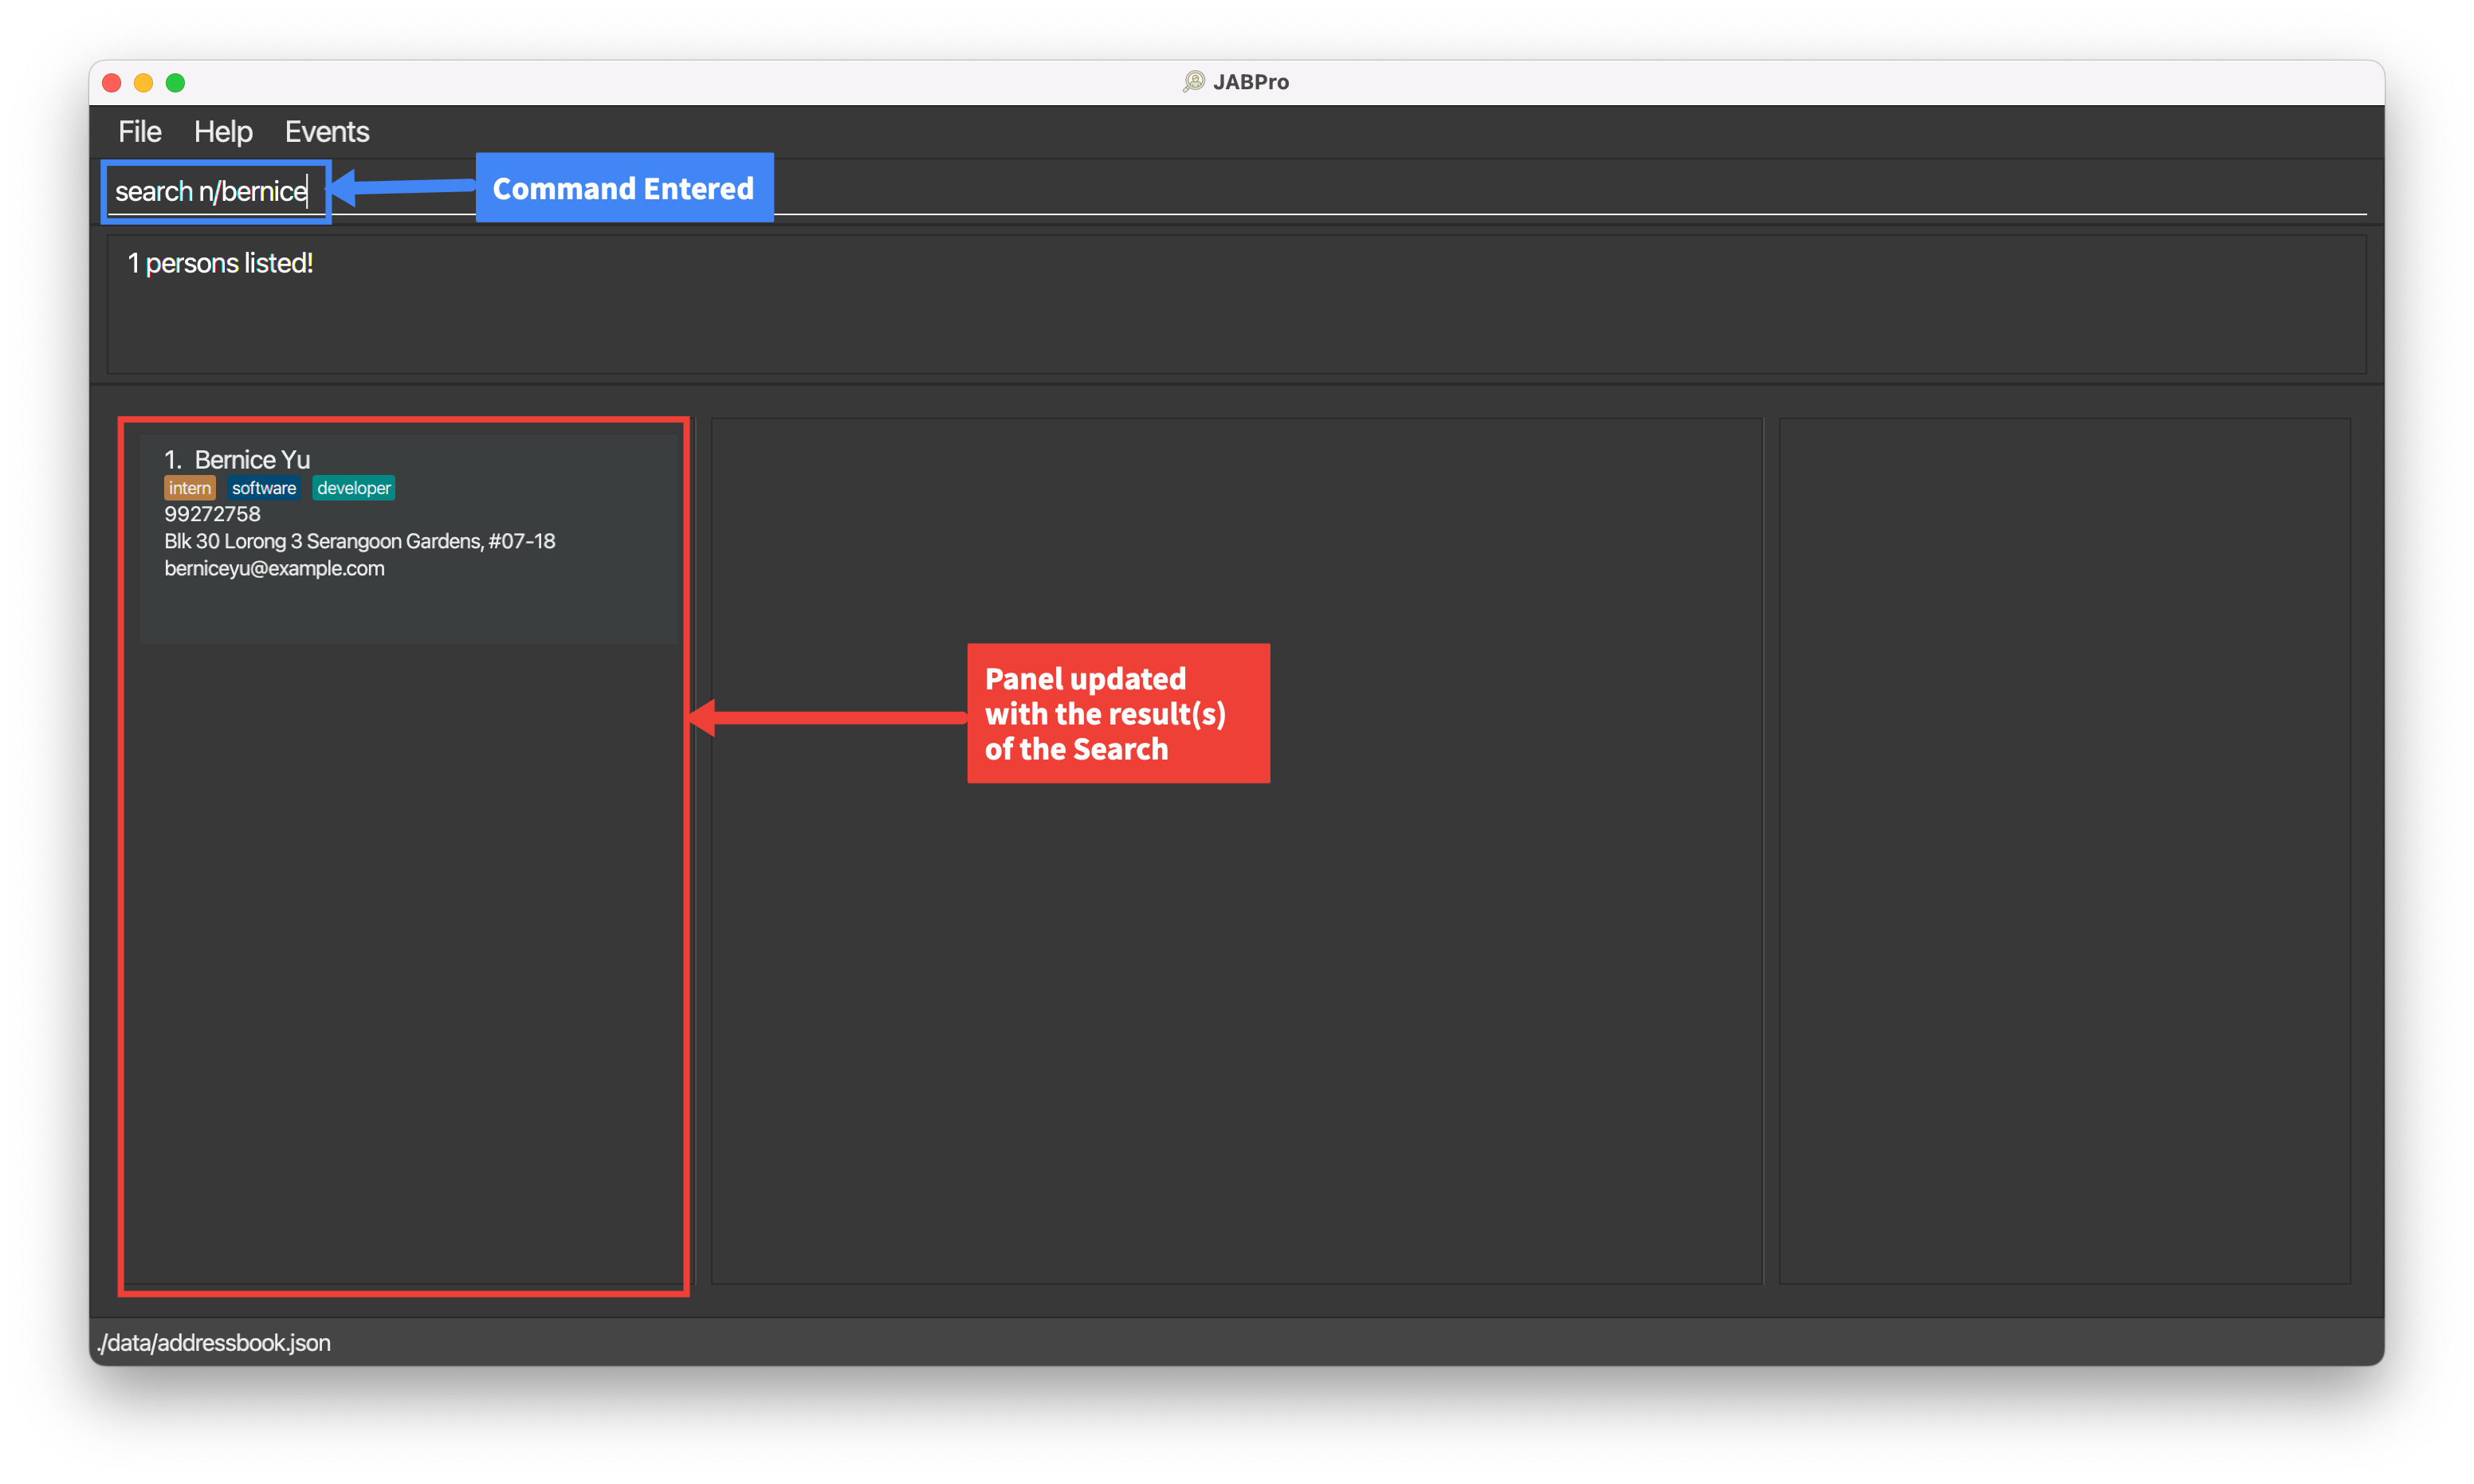 JABPro
File Help Events
search n/bernice
Command Entered
1 persons listed!
1. Bernice Yu
intern software developer
99272758
Blk 30 Lorong 3 Serangoon Gardens, #07-18
berniceyu@example.com
Panel updated
with the result(s)
of the Search
./data/addressbook.json